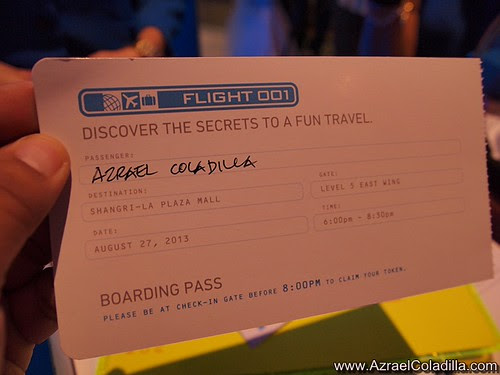 FLIGHT 001
DISCOVER THE SECRETS TO A FUN TRAVEL.
PASSENGER:
AZRAEL COLADILLA
DESTINATION:
SHANGRI-LA PLAZA MALL
GATE:
LEVEL 5 EAST WING
DATE:
AUGUST 27, 2013
TIME:
6:00pm - 8:30pm
BOARDING PASS
PLEASE BE AT CHECK-IN GATE BEFORE 8:00PM TO CLAIM YOUR TOKEN.
www.AzraelColadilla.com